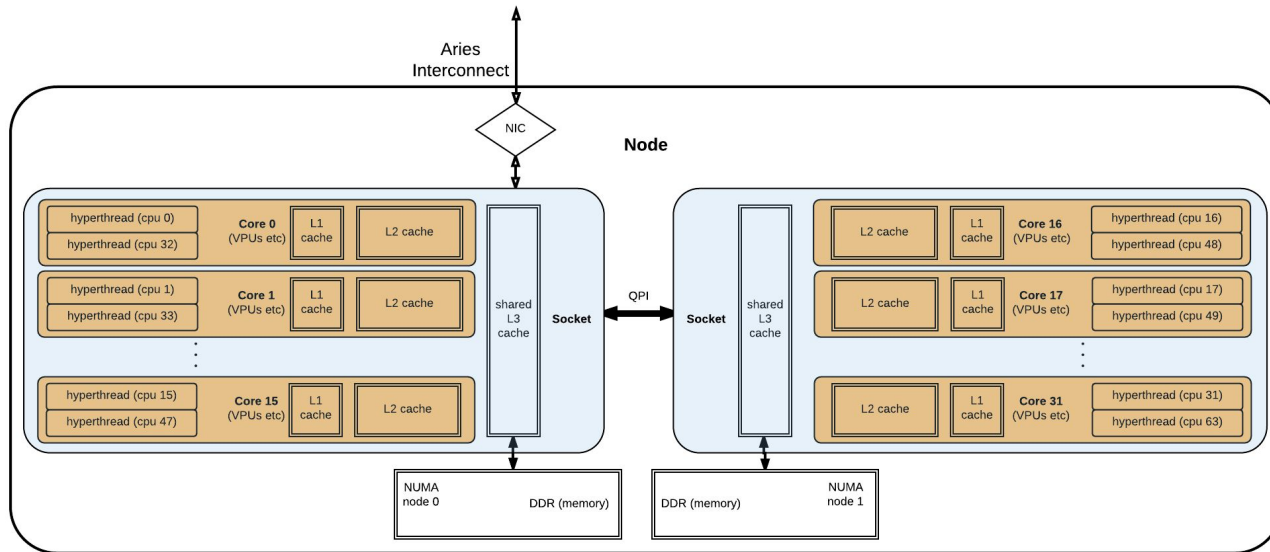 Aries
Interconnect
NIC
Node
hyperthread (cpu 0)
hyperthread (cpu 32)
Core 0
(VPUs etc)
L1
cache
L2 cache
hyperthread (cpu 1)
hyperthread (cpu 33)
Core 1
(VPUs etc)
L1
cache
L2 cache
hyperthread (cpu 15)
hyperthread (cpu 47)
Core 15
(VPUs etc)
L1
cache
L2 cache
shared
L3
cache
Socket
QPI
Socket
shared
L3
cache
L2 cache
L1
cache
Core 16
(VPUs etc)
hyperthread (cpu 16)
hyperthread (cpu 48)
L2 cache
L1
cache
Core 17
(VPUs etc)
hyperthread (cpu 17)
hyperthread (cpu 49)
L2 cache
L1
cache
Core 31
(VPUs etc)
hyperthread (cpu 31)
hyperthread (cpu 63)
NUMA
node 0
DDR (memory)
DDR (memory)
NUMA
node 1